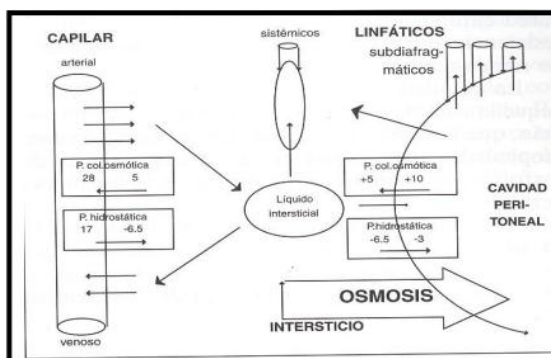 CAPILAR
arterial
P. col.osmótica
28 5
P. hidrostática
17 -6.5
venoso
sistémicos
Líquido
intersticial
LINFÁTICOS
subdiafrag-
máticos
P. col.osmótica
+5 +10
P.hidrostática
-6.5 -3
CAVIDAD
PERI-
TONEAL
OSMOSIS
INTERSTICIO